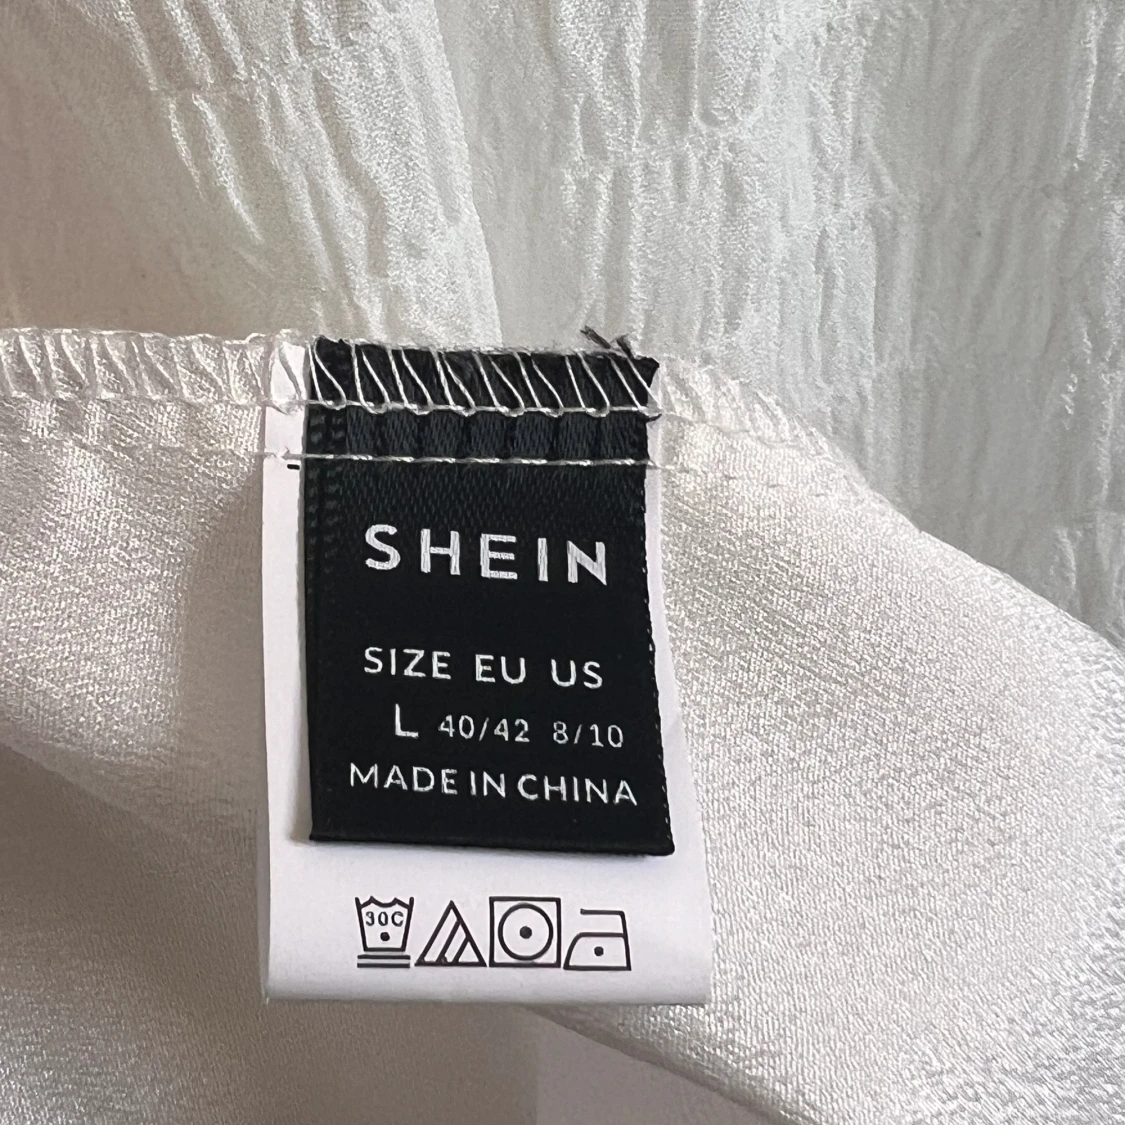 SHEIN
SIZE EU US
L 40/42 8/10
MADE IN CHINA
30C